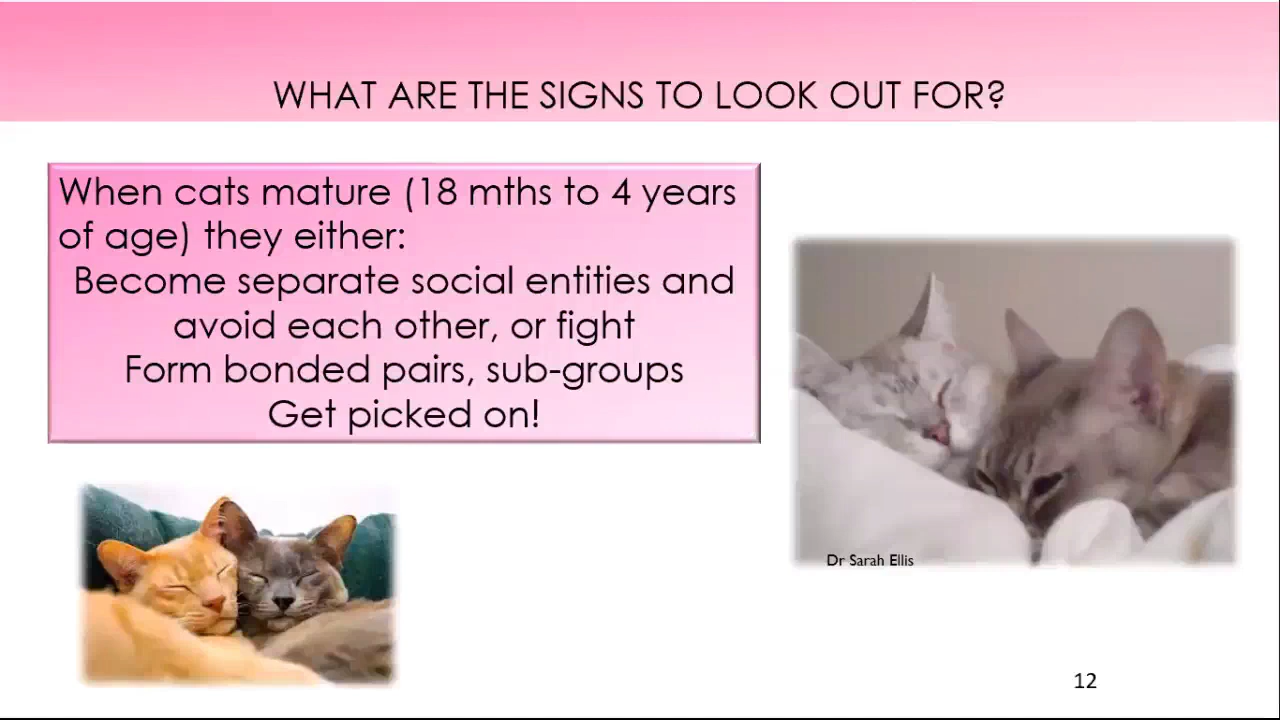 WHAT ARE THE SIGNS TO LOOK OUT FOR?
When cats mature (18 mths to 4 years
of age) they either:
Become separate social entities and
avoid each other, or fight
Form bonded pairs, sub-groups
Get picked on!
Dr Sarah Ellis
12